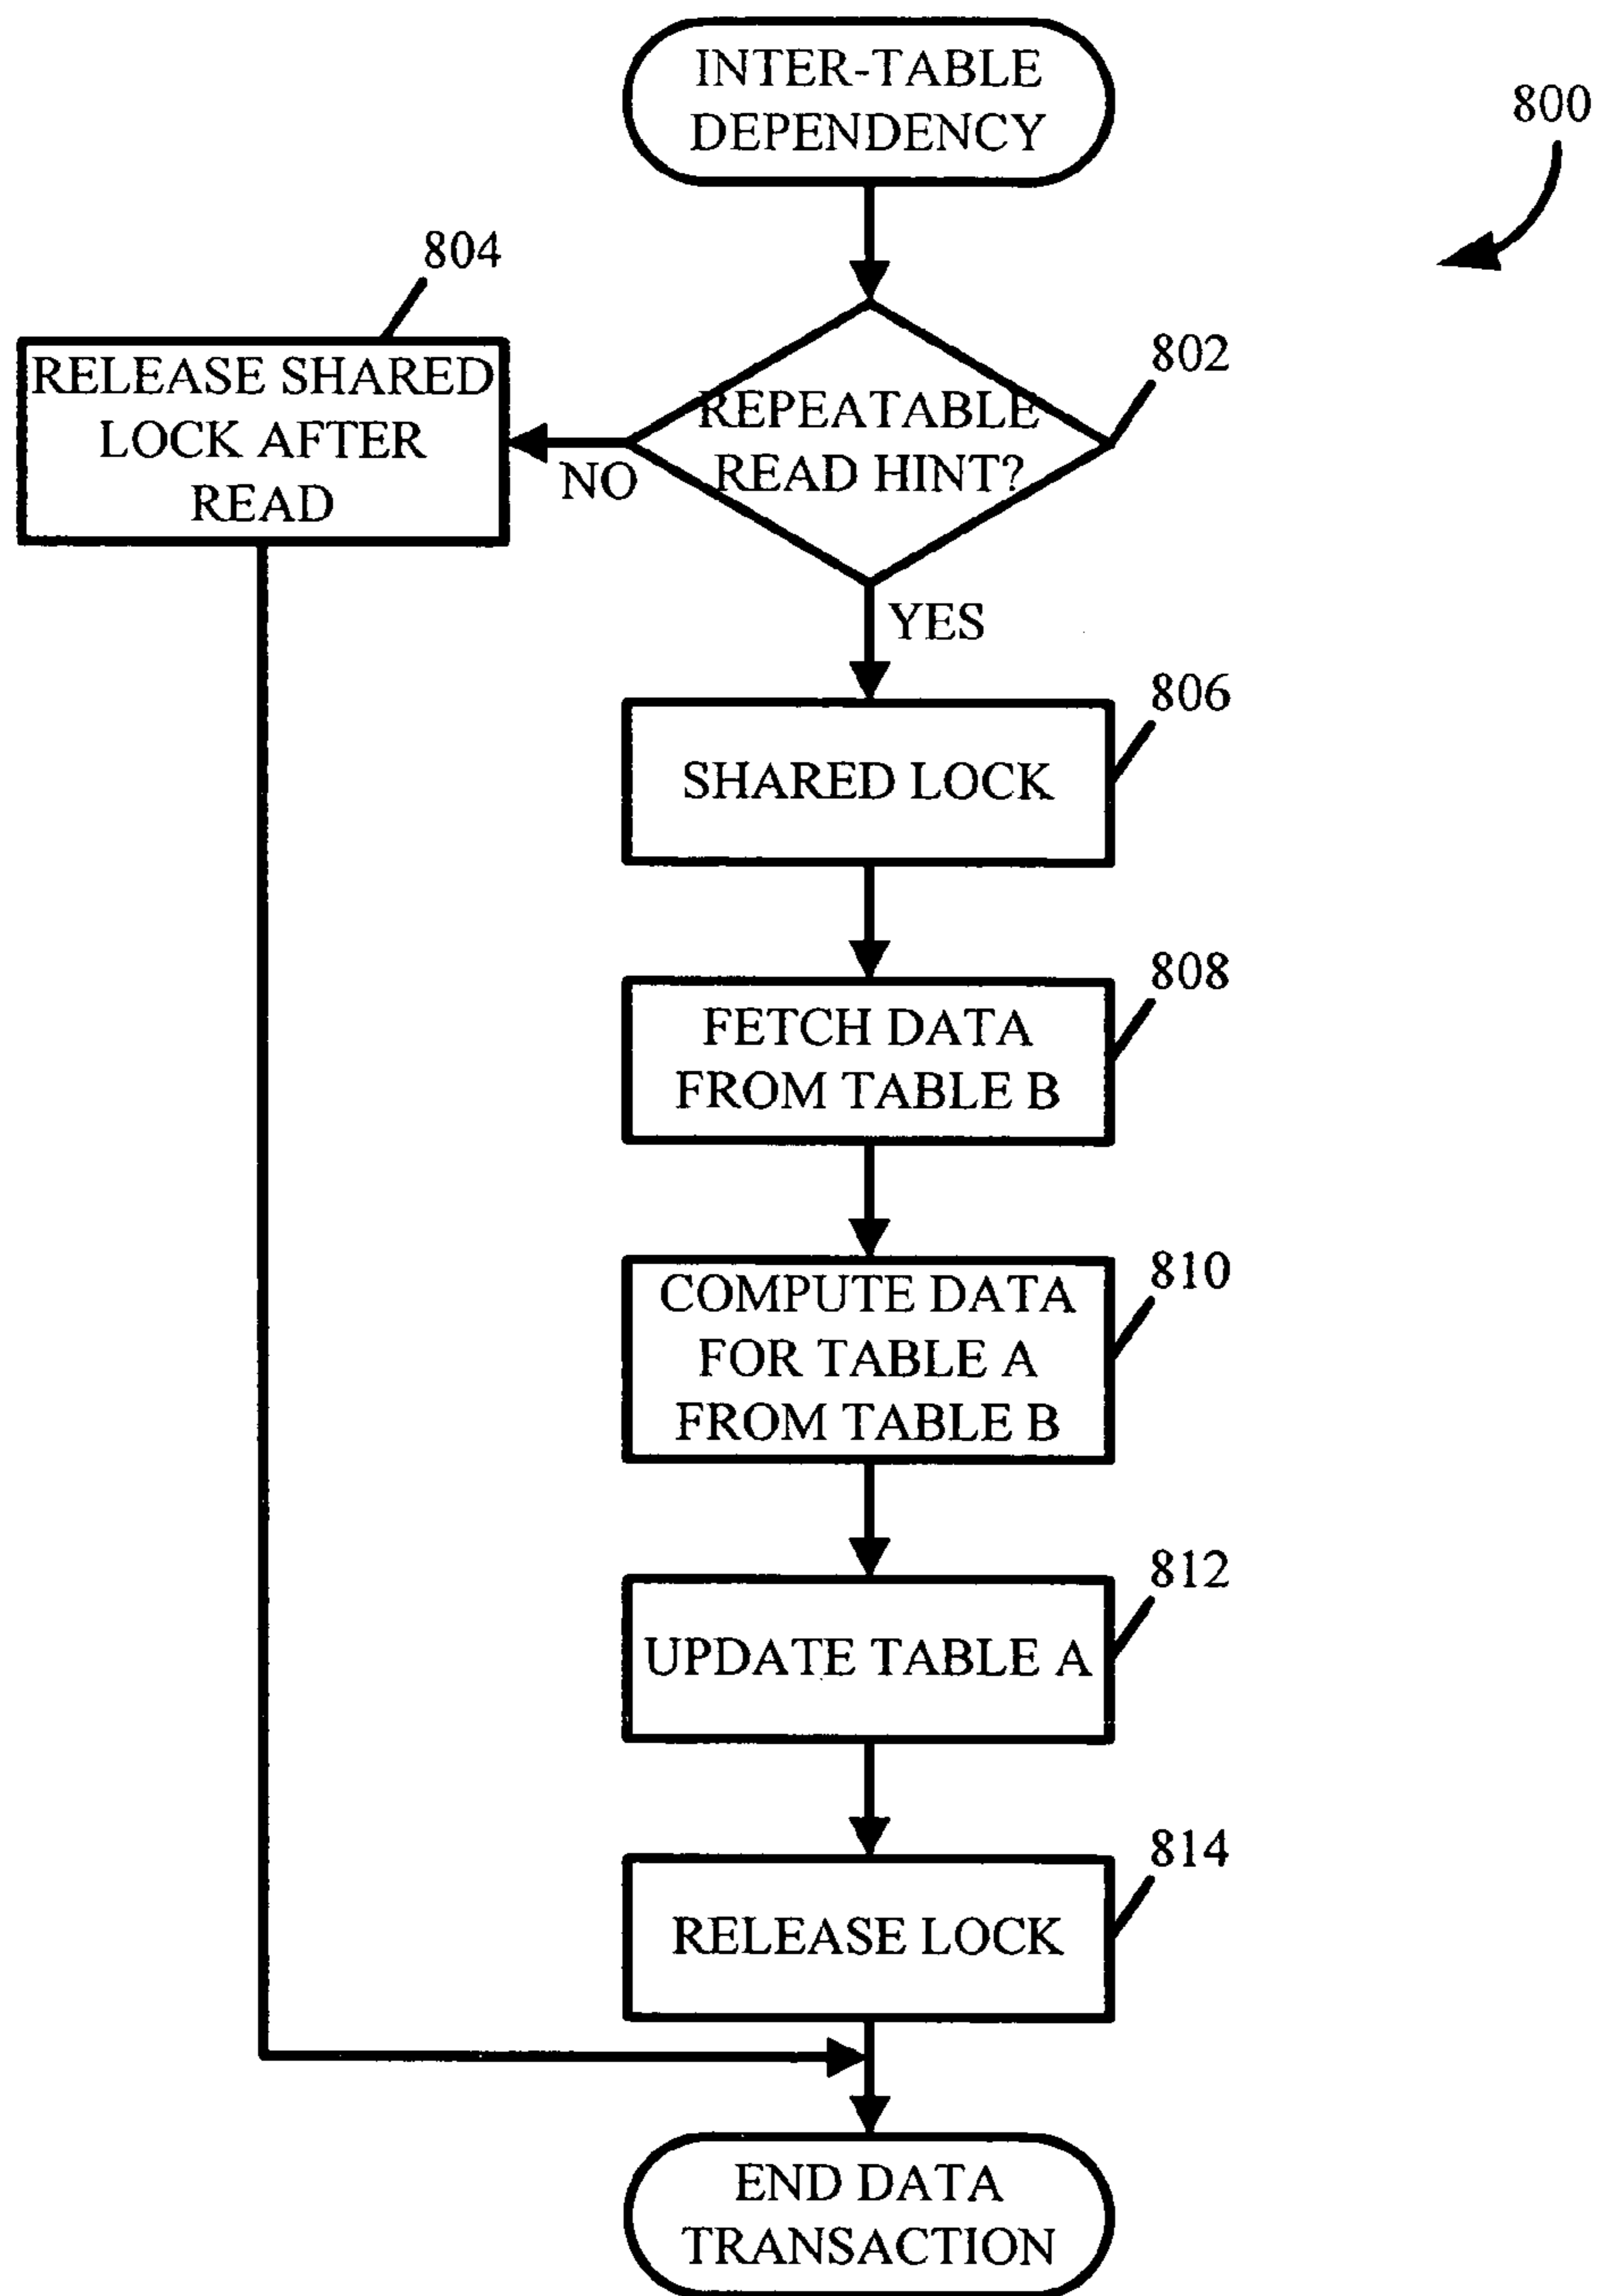 INTER-TABLE
DEPENDENCY
800
804
802
RELEASE SHARED
LOCK AFTER
READ
REPEATABLE
READ HINT?
NO
YES
806
SHARED LOCK
808
FETCH DATA
FROM TABLE B
810
COMPUTE DATA
FOR TABLE A
FROM TABLE B
812
UPDATE TABLE A
814
RELEASE LOCK
END DATA
TRANSACTION